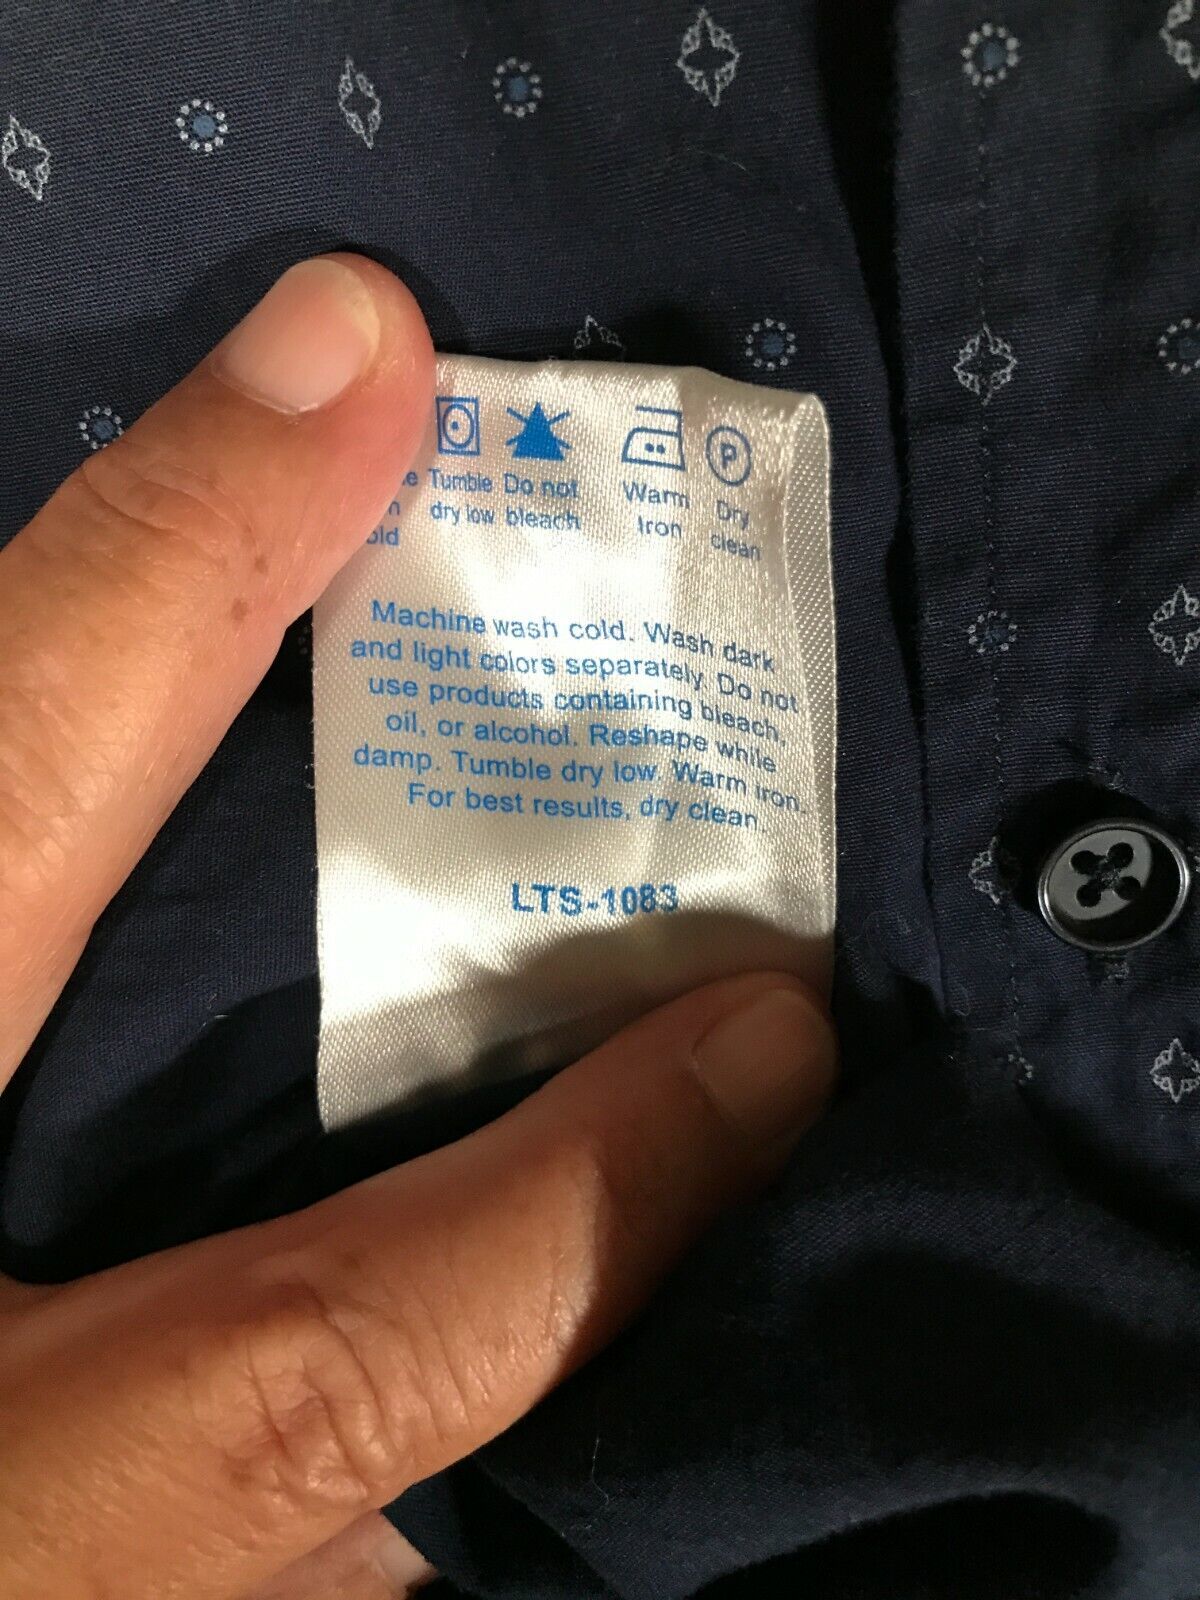 P
Tumble Do not Warm Dry
old dry low bleach Iron clean
Machine wash cold. Wash dark
and light colors separately. Do not
use products containing bleach,
oil, or alcohol. Reshape while
damp. Tumble dry low. Warm iron.
For best results, dry clean.
LTS-1083